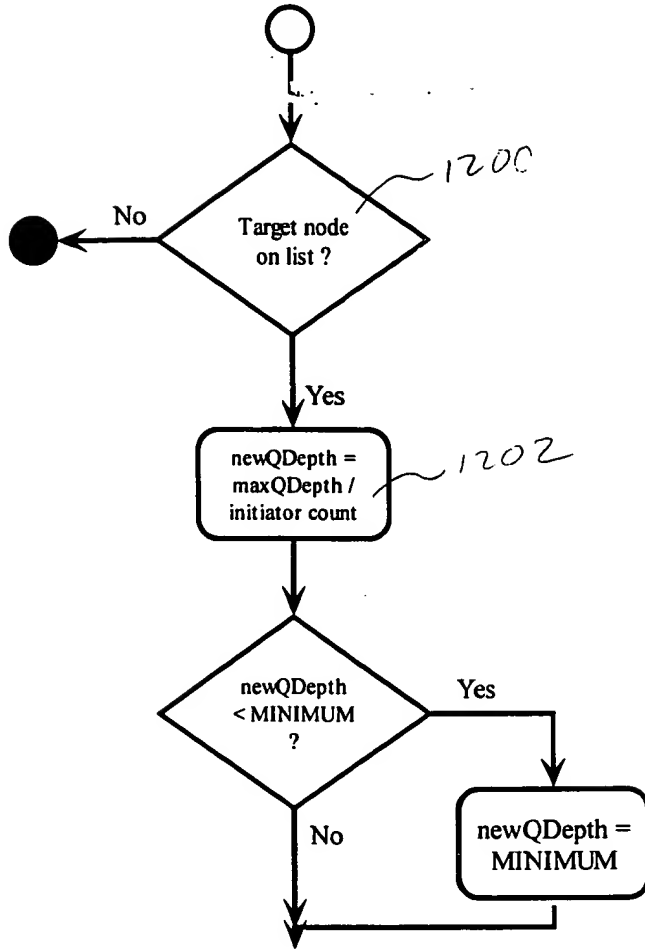 1200
Target node
on list ?
No
Yes
newQDepth =
maxQDepth /
initiator count
1202
newQDepth
< MINIMUM
?
Yes
No
newQDepth =
MINIMUM